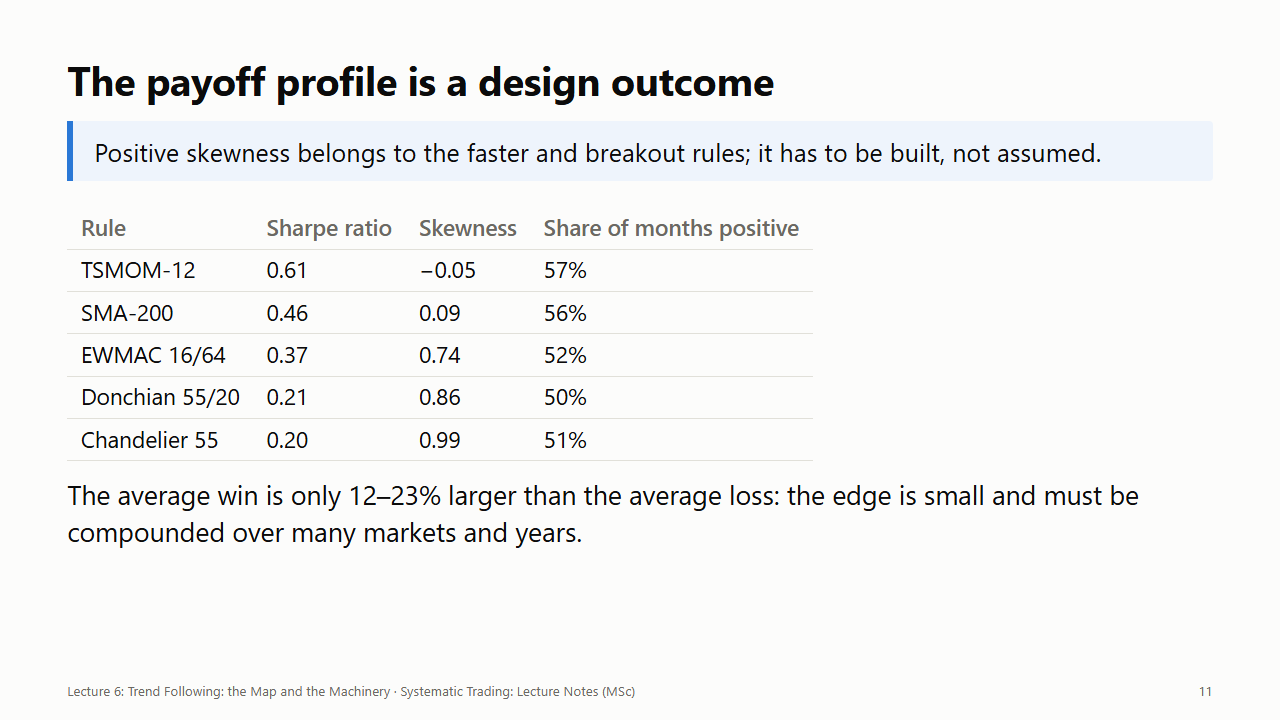 The payoff profile is a design outcome
Positive skewness belongs to the faster and breakout rules; it has to be built, not assumed.
Rule Sharpe ratio Skewness Share of months positive
TSMOM-12 0.61 −0.05 57%
SMA-200 0.46 0.09 56%
EWMAC 16/64 0.37 0.74 52%
Donchian 55/20 0.21 0.86 50%
Chandelier 55 0.20 0.99 51%
The average win is only 12–23% larger than the average loss: the edge is small and must be
compounded over many markets and years.
Lecture 6: Trend Following: the Map and the Machinery · Systematic Trading: Lecture Notes (MSc) 11